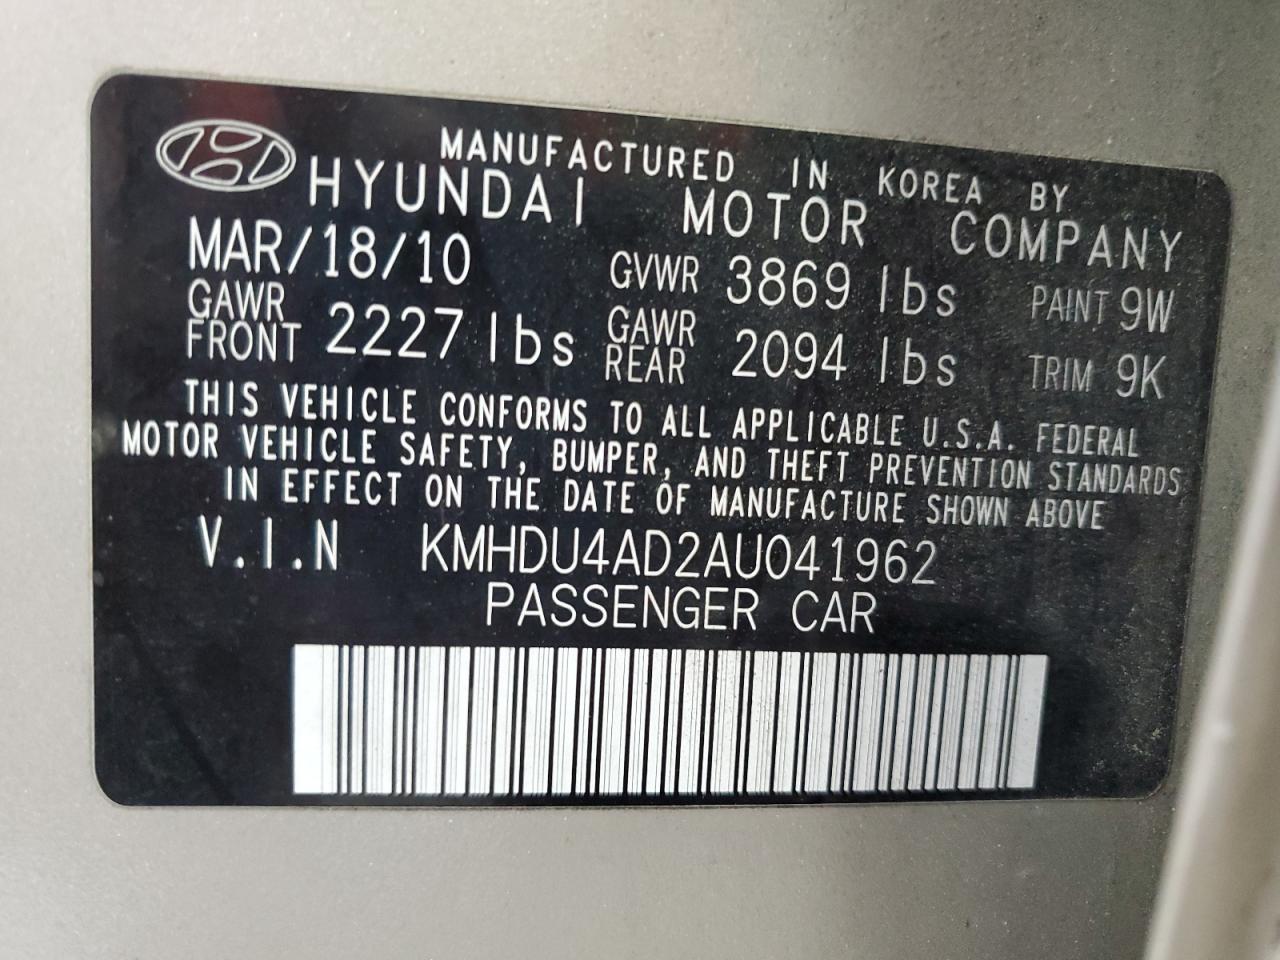 MANUFACTURED IN KOREA BY
HYUNDAI MOTOR COMPANY
MAR/18/10 GVWR 3869 lbs PAINT 9W
GAWR FRONT 2227 lbs GAWR REAR 2094 lbs TRIM 9K
THIS VEHICLE CONFORMS TO ALL APPLICABLE U.S.A. FEDERAL
MOTOR VEHICLE SAFETY, BUMPER, AND THEFT PREVENTION STANDARDS
IN EFFECT ON THE DATE OF MANUFACTURE SHOWN ABOVE
V.I.N KMHDU4AD2AU041962
PASSENGER CAR